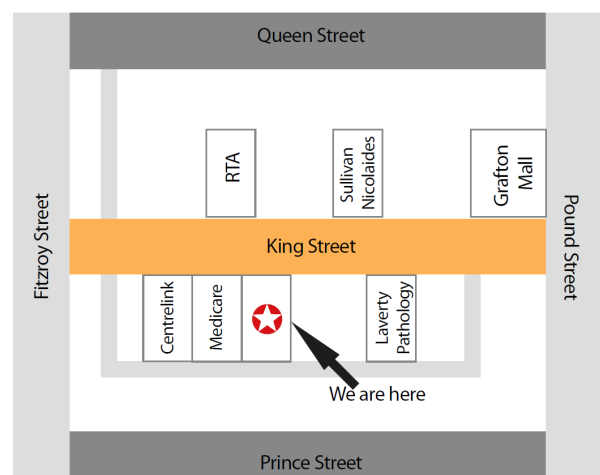 Queen Street
RTA
Sullivan
Nicolaides
Grafton
Mall
Fitzroy Street
King Street
Pound Street
Centrelink
Medicare
Laverty
Pathology
We are here
Prince Street